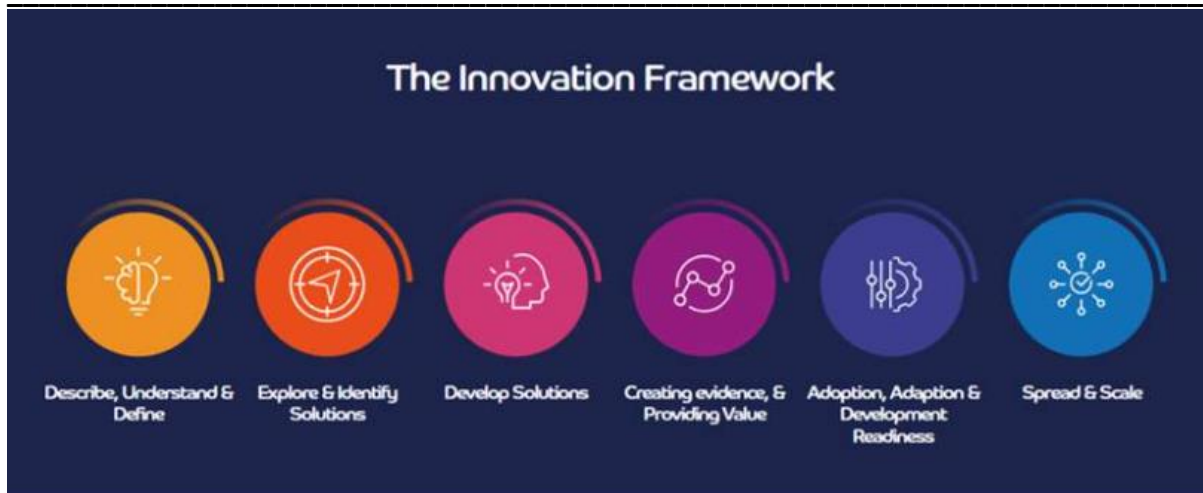 The Innovation Framework
Describe, Understand &
Define
Explore & Identify
Solutions
Develop Solutions
Creating evidence, &
Providing Value
Adoption, Adaption &
Development
Readiness
Spread & Scale